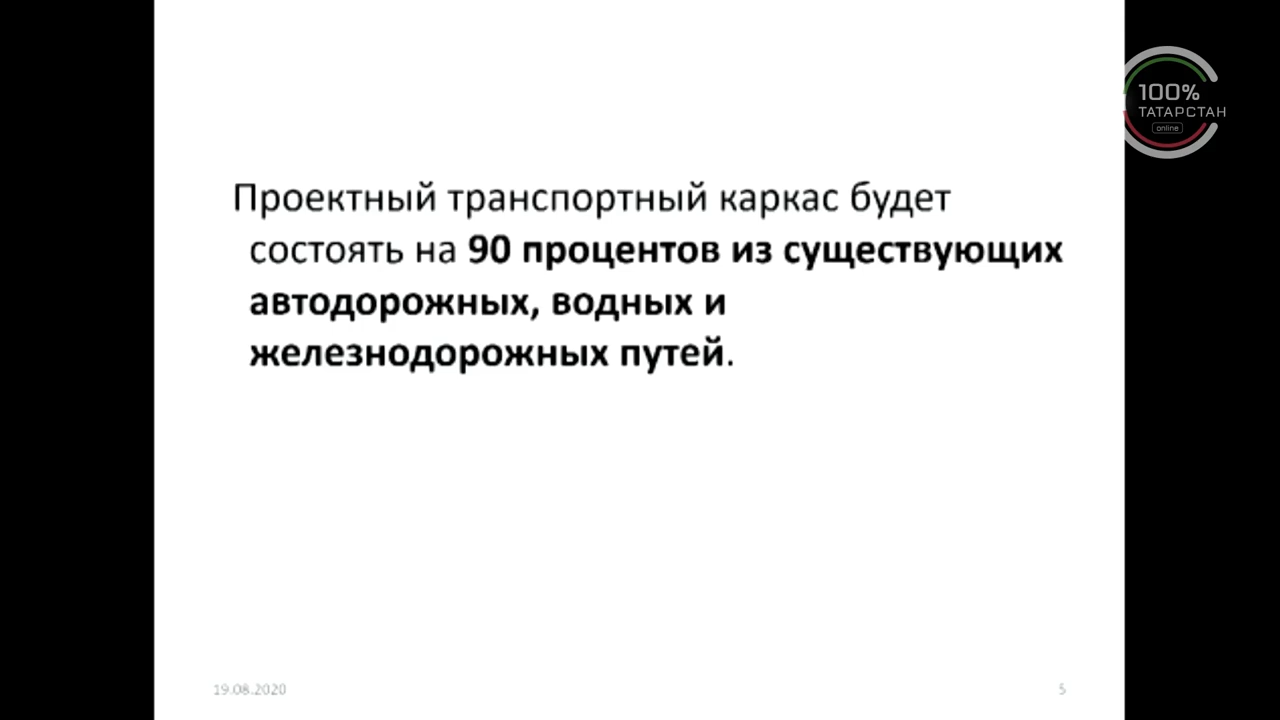 100%
ТАТАРСТАН
online
Проектный транспортный каркас будет
состоять на 90 процентов из существующих
автодорожных, водных и
железнодорожных путей.
19.08.2020
5